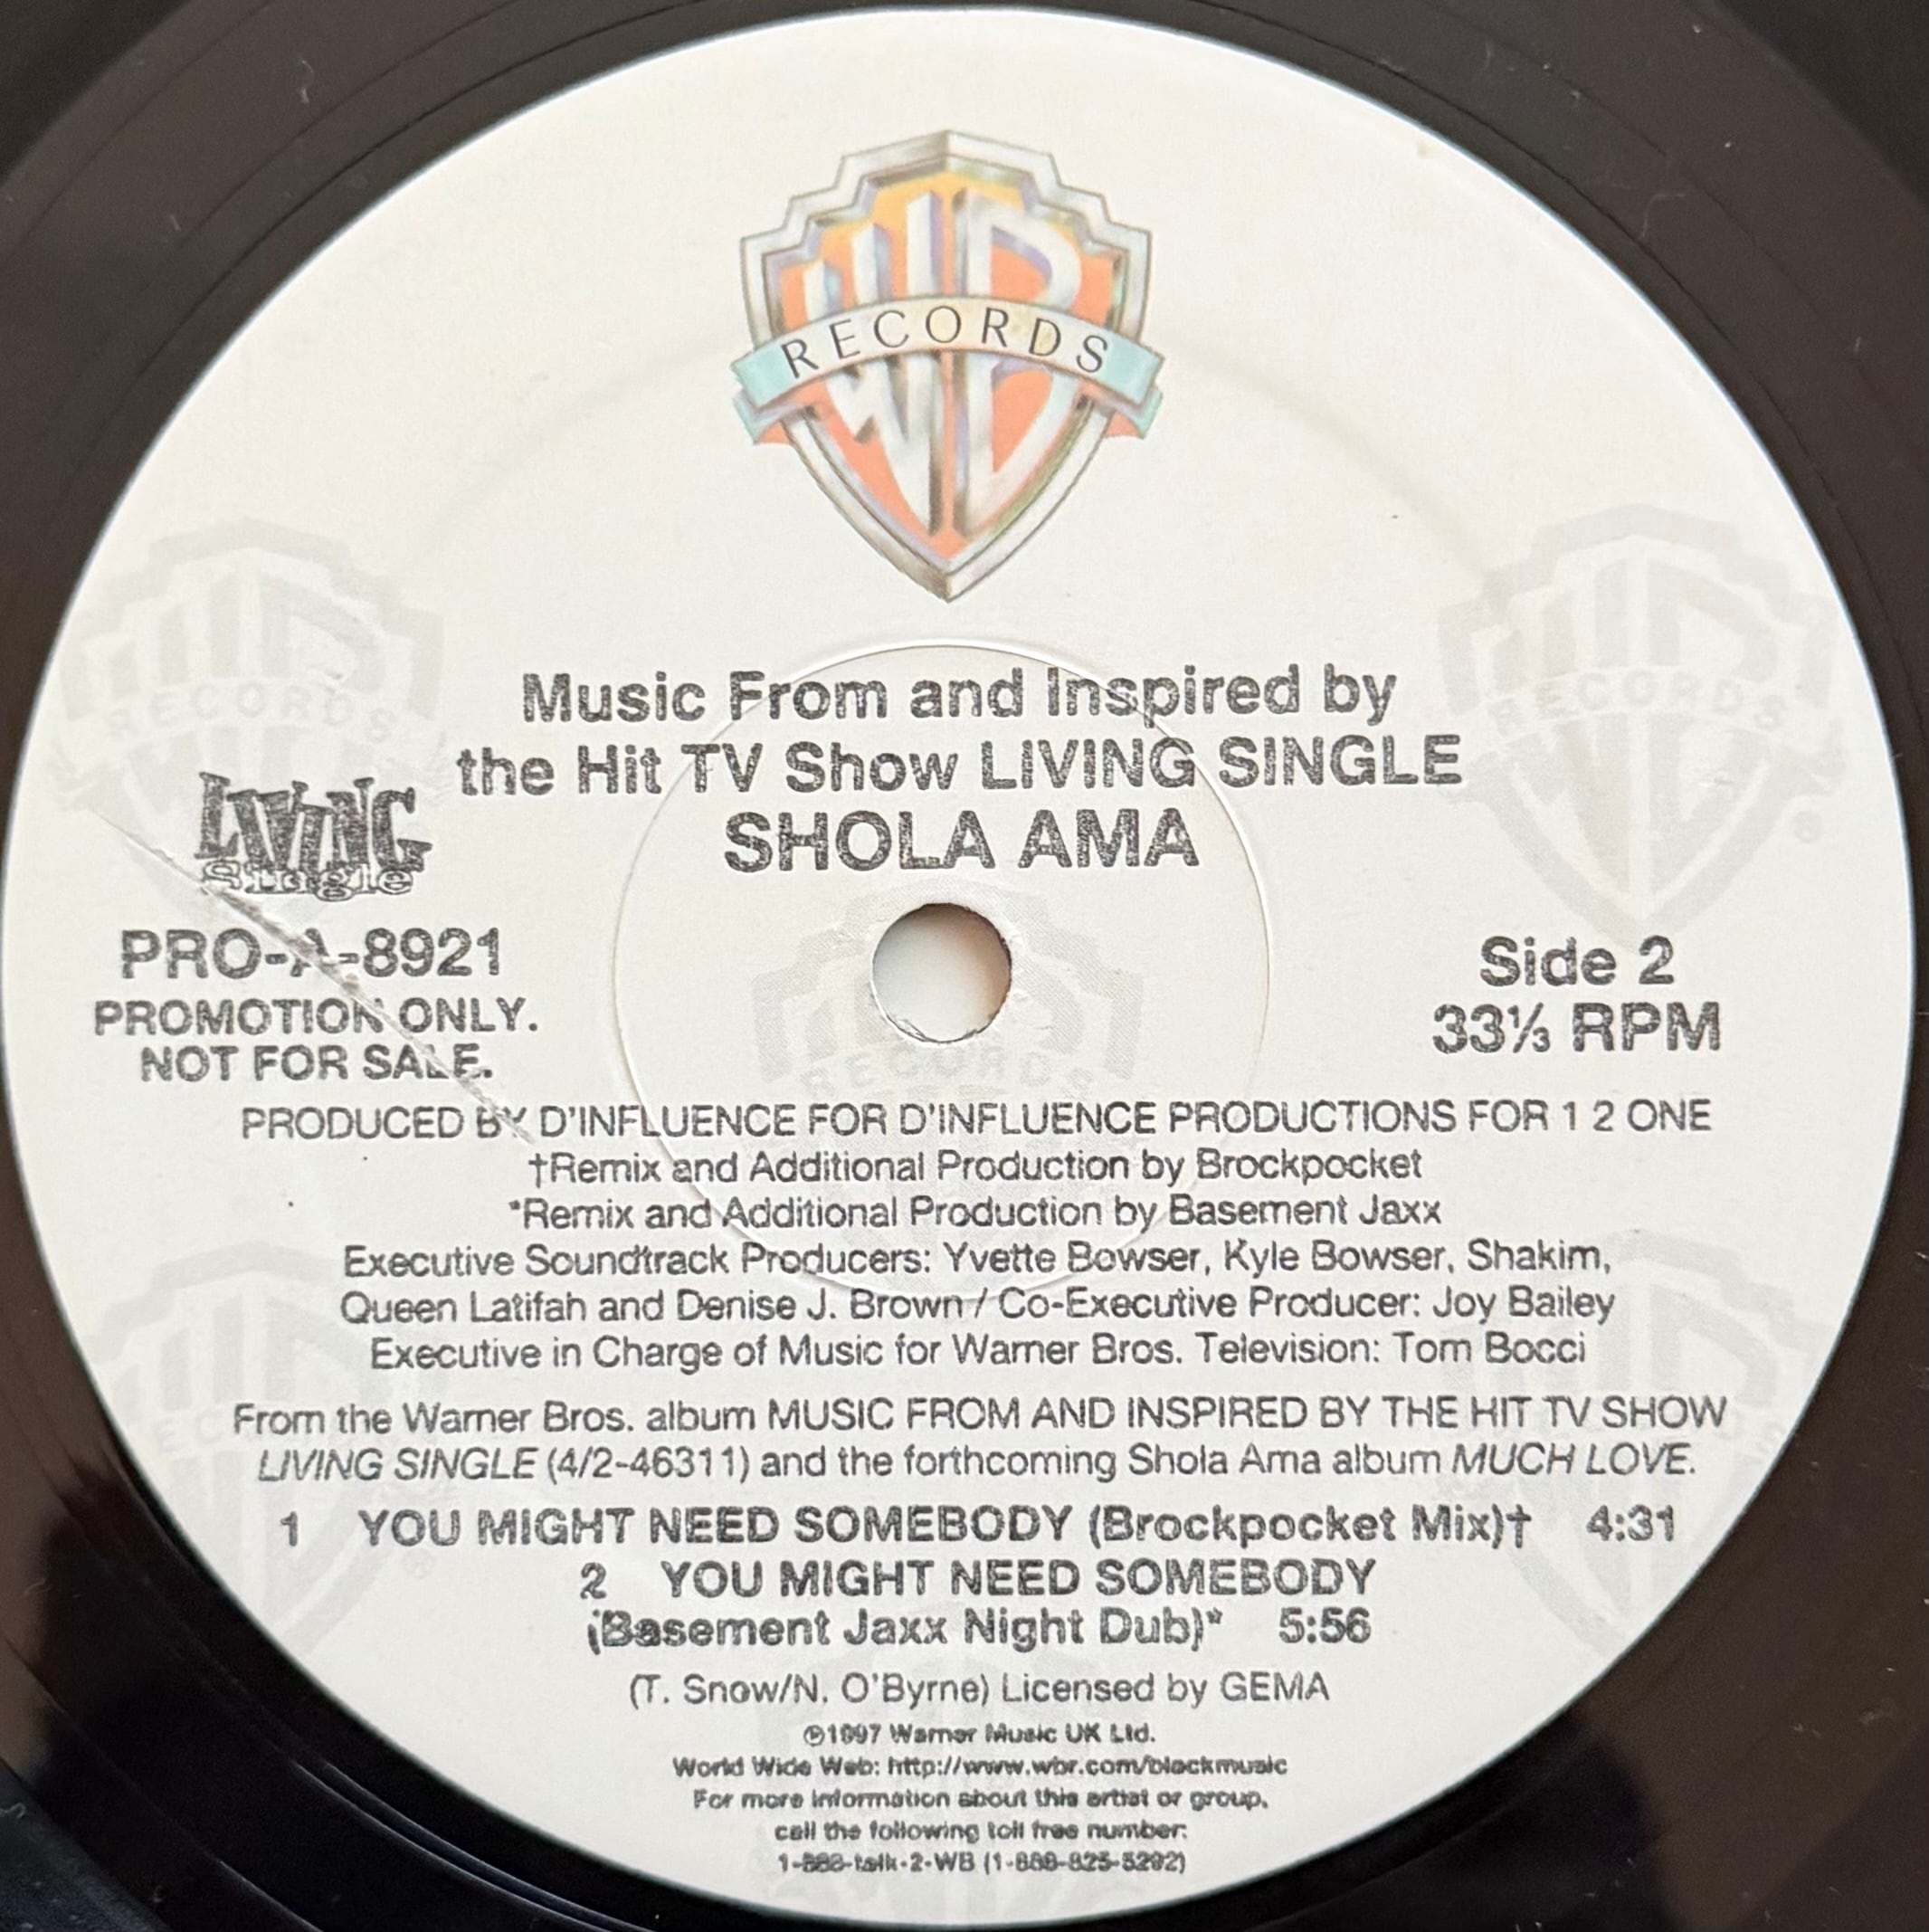 WB
RECORDS
Music From and Inspired by
the Hit TV Show LIVING SINGLE
SHOLA AMA
LIVING
Single
PRO-A-8921
PROMOTION ONLY.
NOT FOR SALE.
Side 2
33⅓ RPM
PRODUCED BY D'INFLUENCE FOR D'INFLUENCE PRODUCTIONS FOR 1 2 ONE
†Remix and Additional Production by Brockpocket
*Remix and Additional Production by Basement Jaxx
Executive Soundtrack Producers: Yvette Bowser, Kyle Bowser, Shakim,
Queen Latifah and Denise J. Brown / Co-Executive Producer: Joy Bailey
Executive in Charge of Music for Warner Bros. Television: Tom Bocci
From the Warner Bros. album MUSIC FROM AND INSPIRED BY THE HIT TV SHOW
LIVING SINGLE (4/2-46311) and the forthcoming Shola Ama album MUCH LOVE.
1 YOU MIGHT NEED SOMEBODY (Brockpocket Mix)† 4:31
2 YOU MIGHT NEED SOMEBODY
(Basement Jaxx Night Dub)* 5:56
(T. Snow/N. O'Byrne) Licensed by GEMA
℗1997 Warner Music UK Ltd.
World Wide Web: http://www.wbr.com/blackmusic
For more information about this artist or group,
call the following toll free number:
1-888-talk-2-WB (1-888-825-5292)